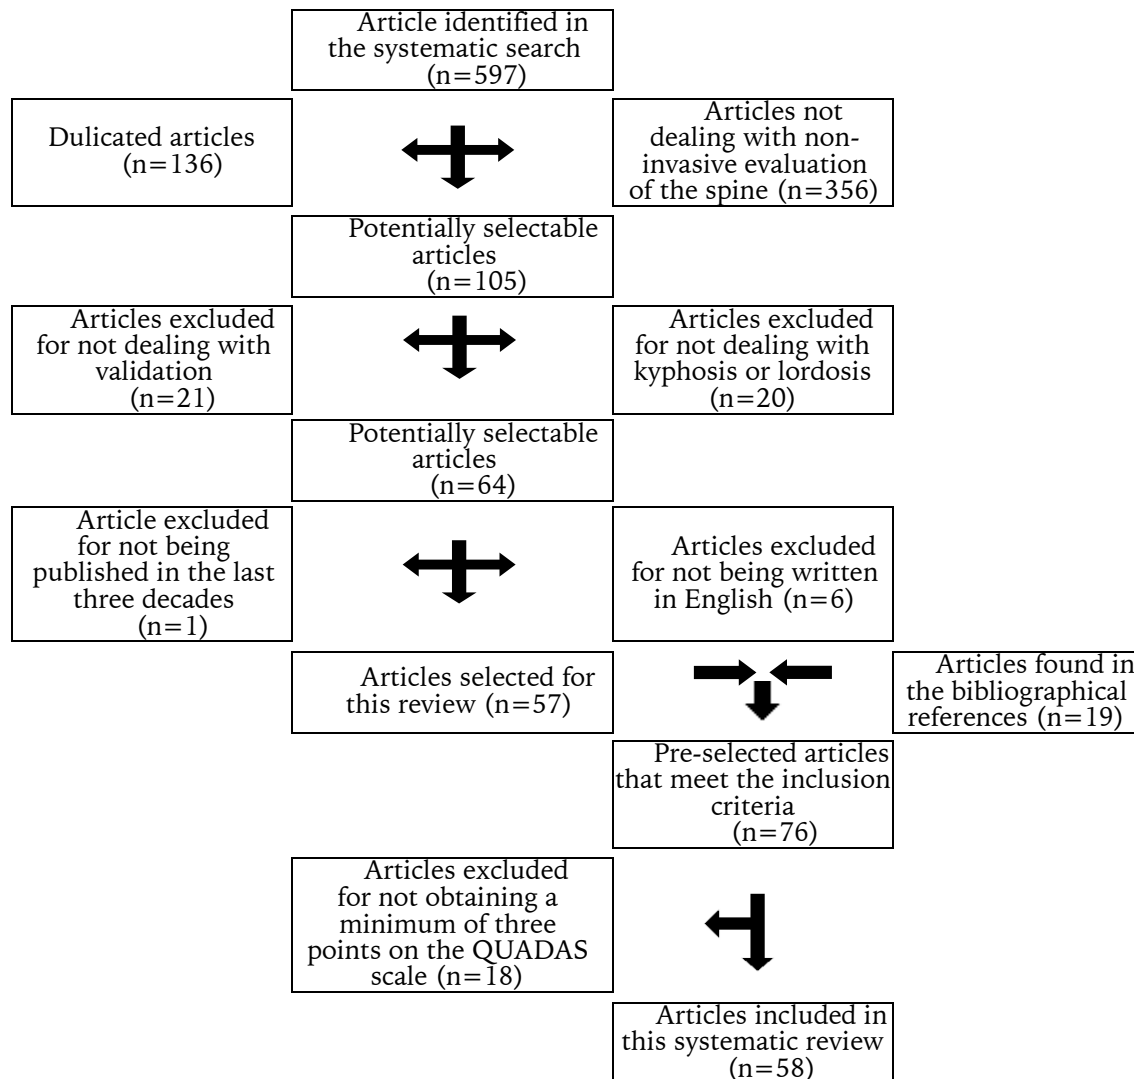 Article identified in
the systematic search
(n=597)
Dulicated articles
(n=136)
Articles not
dealing with non-
invasive evaluation
of the spine (n=356)
Potentially selectable
articles
(n=105)
Articles excluded
for not dealing with
validation
(n=21)
Articles excluded
for not dealing with
kyphosis or lordosis
(n=20)
Potentially selectable
articles
(n=64)
Article excluded
for not being
published in the last
three decades
(n=1)
Articles excluded
for not being written
in English (n=6)
Articles selected for
this review (n=57)
Articles found in
the bibliographical
references (n=19)
Pre-selected articles
that meet the inclusion
criteria
(n=76)
Articles excluded
for not obtaining a
minimum of three
points on the QUADAS
scale (n=18)
Articles included in
this systematic review
(n=58)